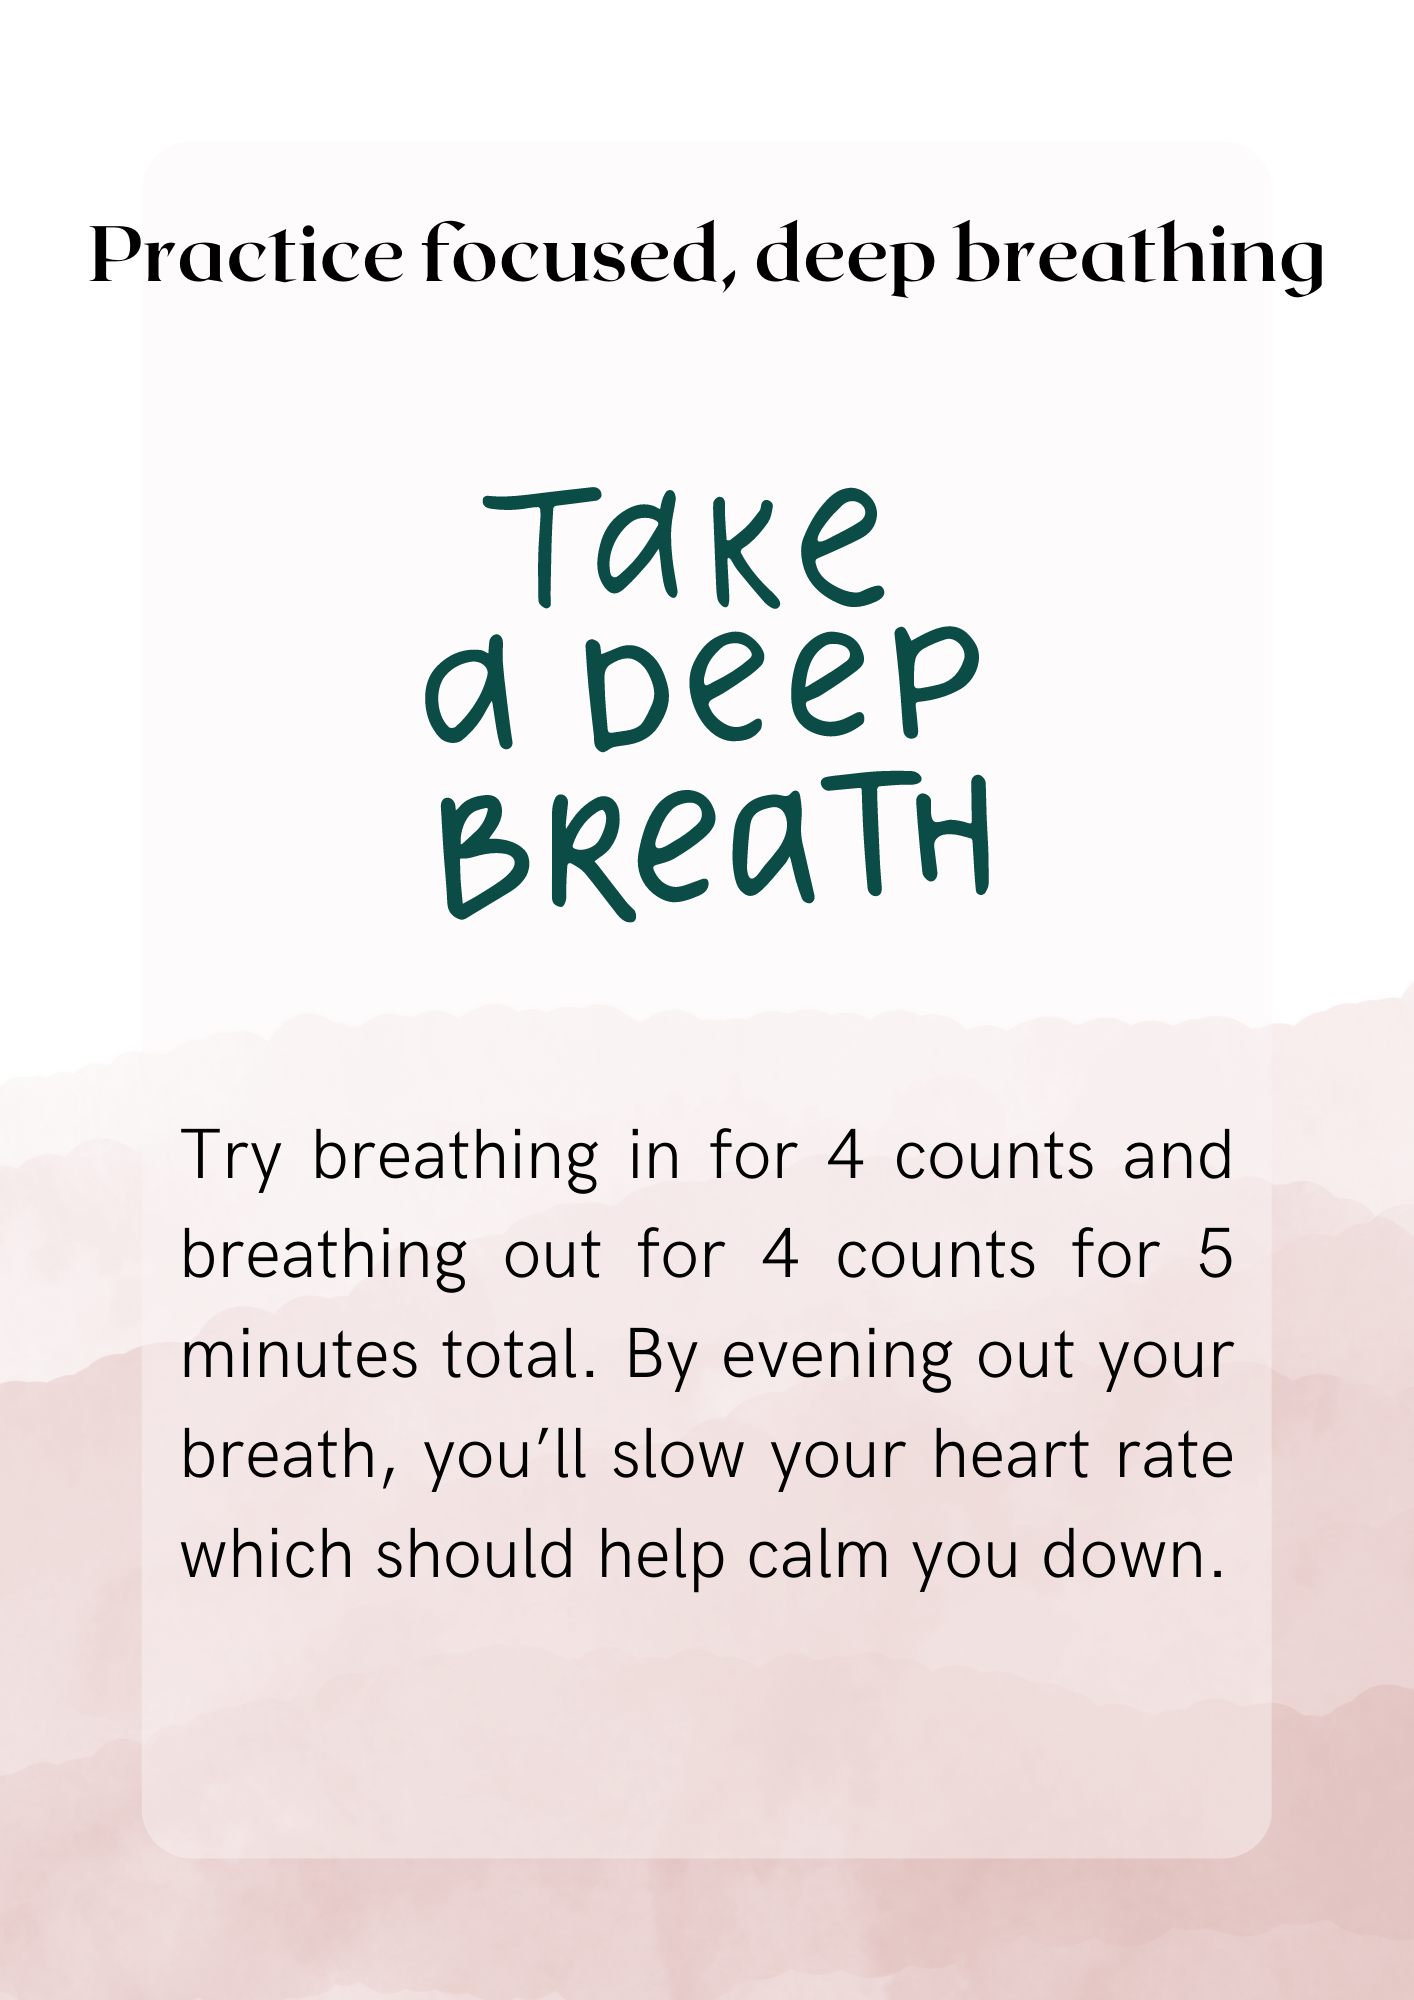 Practice focused, deep breathing
Take
a Deep
BReaTH
Try breathing in for 4 counts and
breathing out for 4 counts for 5
minutes total. By evening out your
breath, you’ll slow your heart rate
which should help calm you down.